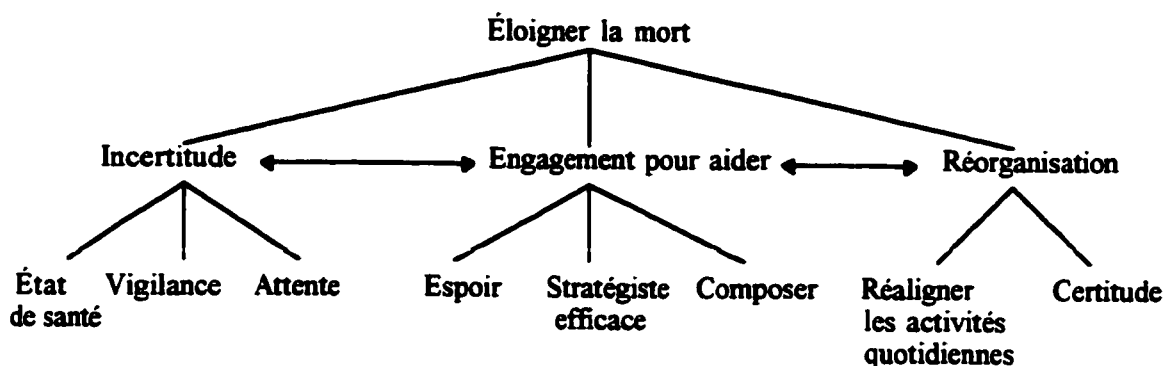 Éloigner la mort
Incertitude
Engagement pour aider
Réorganisation
État
de santé
Vigilance
Attente
Espoir
Stratégiste
efficace
Composer
Réaligner
les activités
quotidiennes
Certitude